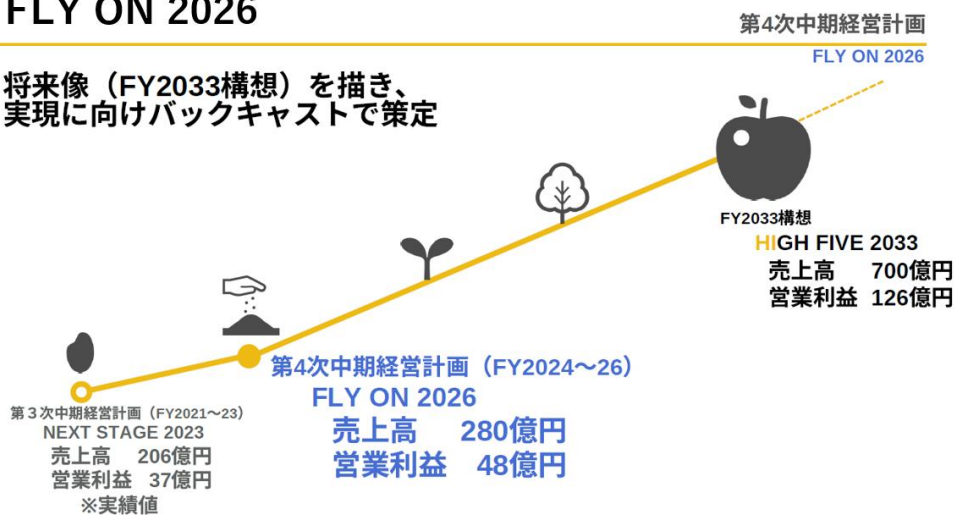 FLY ON 2026
第4次中期経営計画
FLY ON 2026
将来像（FY2033構想）を描き、
実現に向けバックキャストで策定
FY2033構想
HIGH FIVE 2033
売上高 700億円
営業利益 126億円
第4次中期経営計画（FY2024～26）
FLY ON 2026
売上高 280億円
営業利益 48億円
第３次中期経営計画（FY2021～23）
NEXT STAGE 2023
売上高 206億円
営業利益 37億円
※実績値